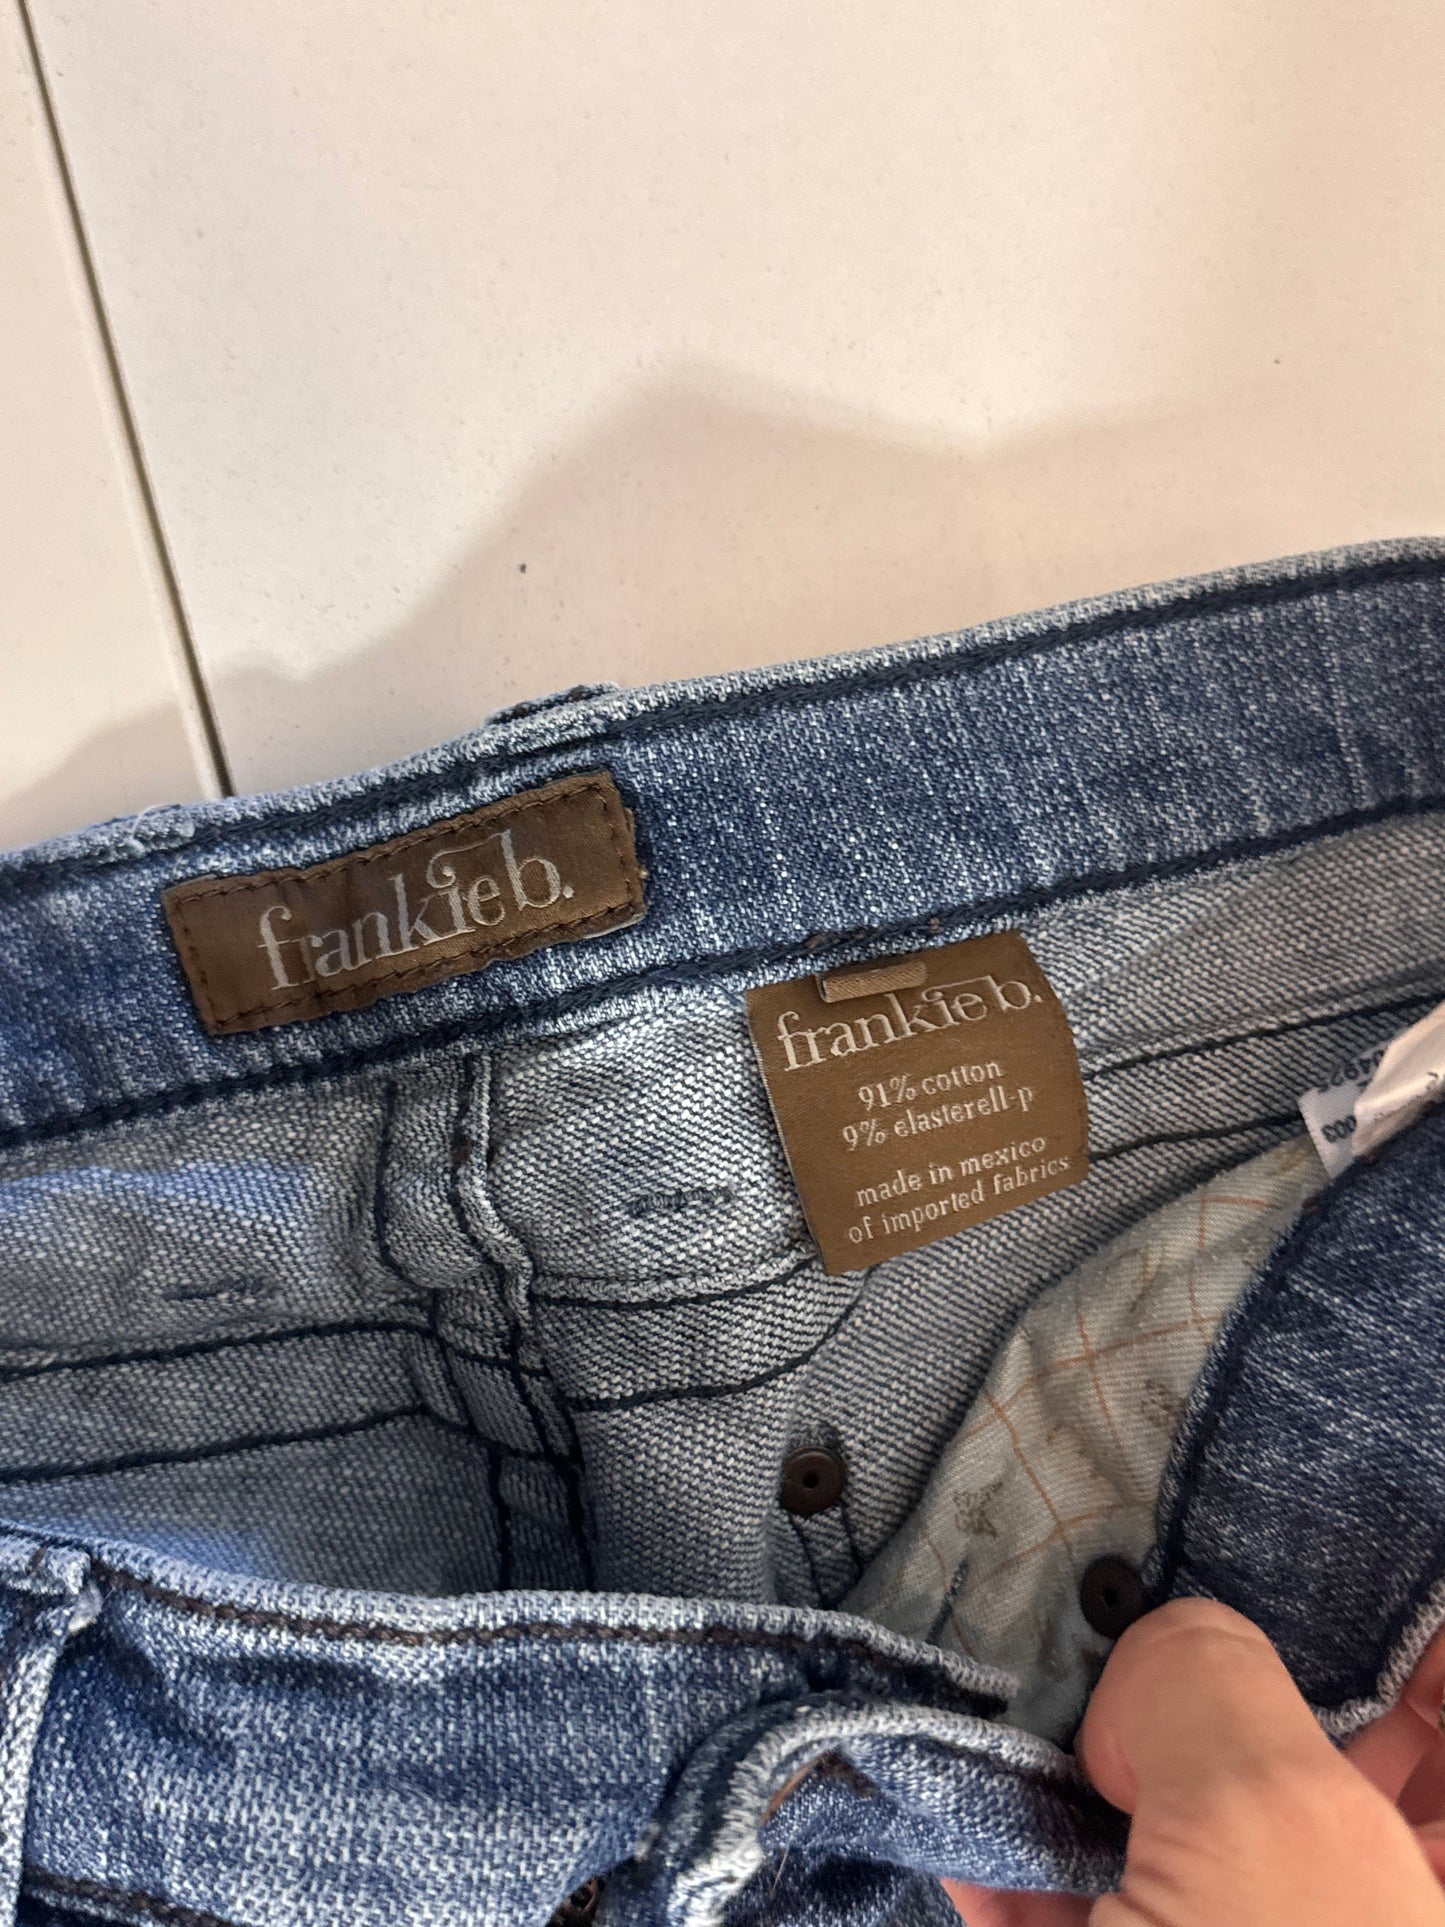 frankie b.
frankie b.
91% cotton
9% elasterell-p
made in mexico
of imported fabrics